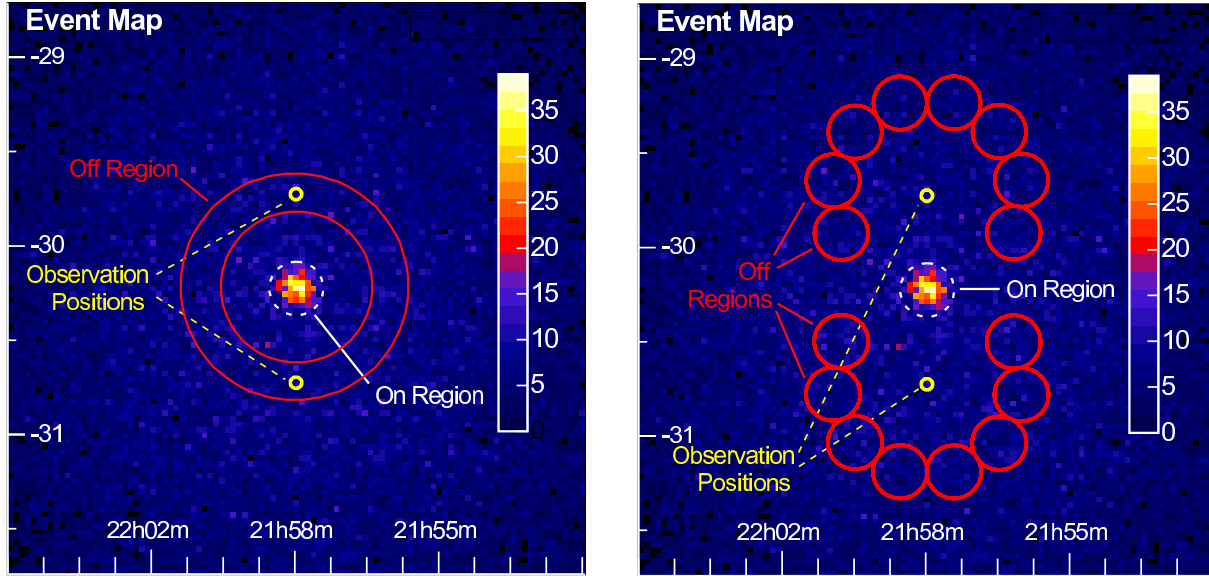 Event Map
-29
-30
-31
Off Region
Observation
Positions
On Region
35
30
25
20
15
10
5
0
22h02m
21h58m
21h55m
Event Map
-29
-30
-31
Off
Regions
On Region
Observation
Positions
35
30
25
20
15
10
5
0
22h02m
21h58m
21h55m